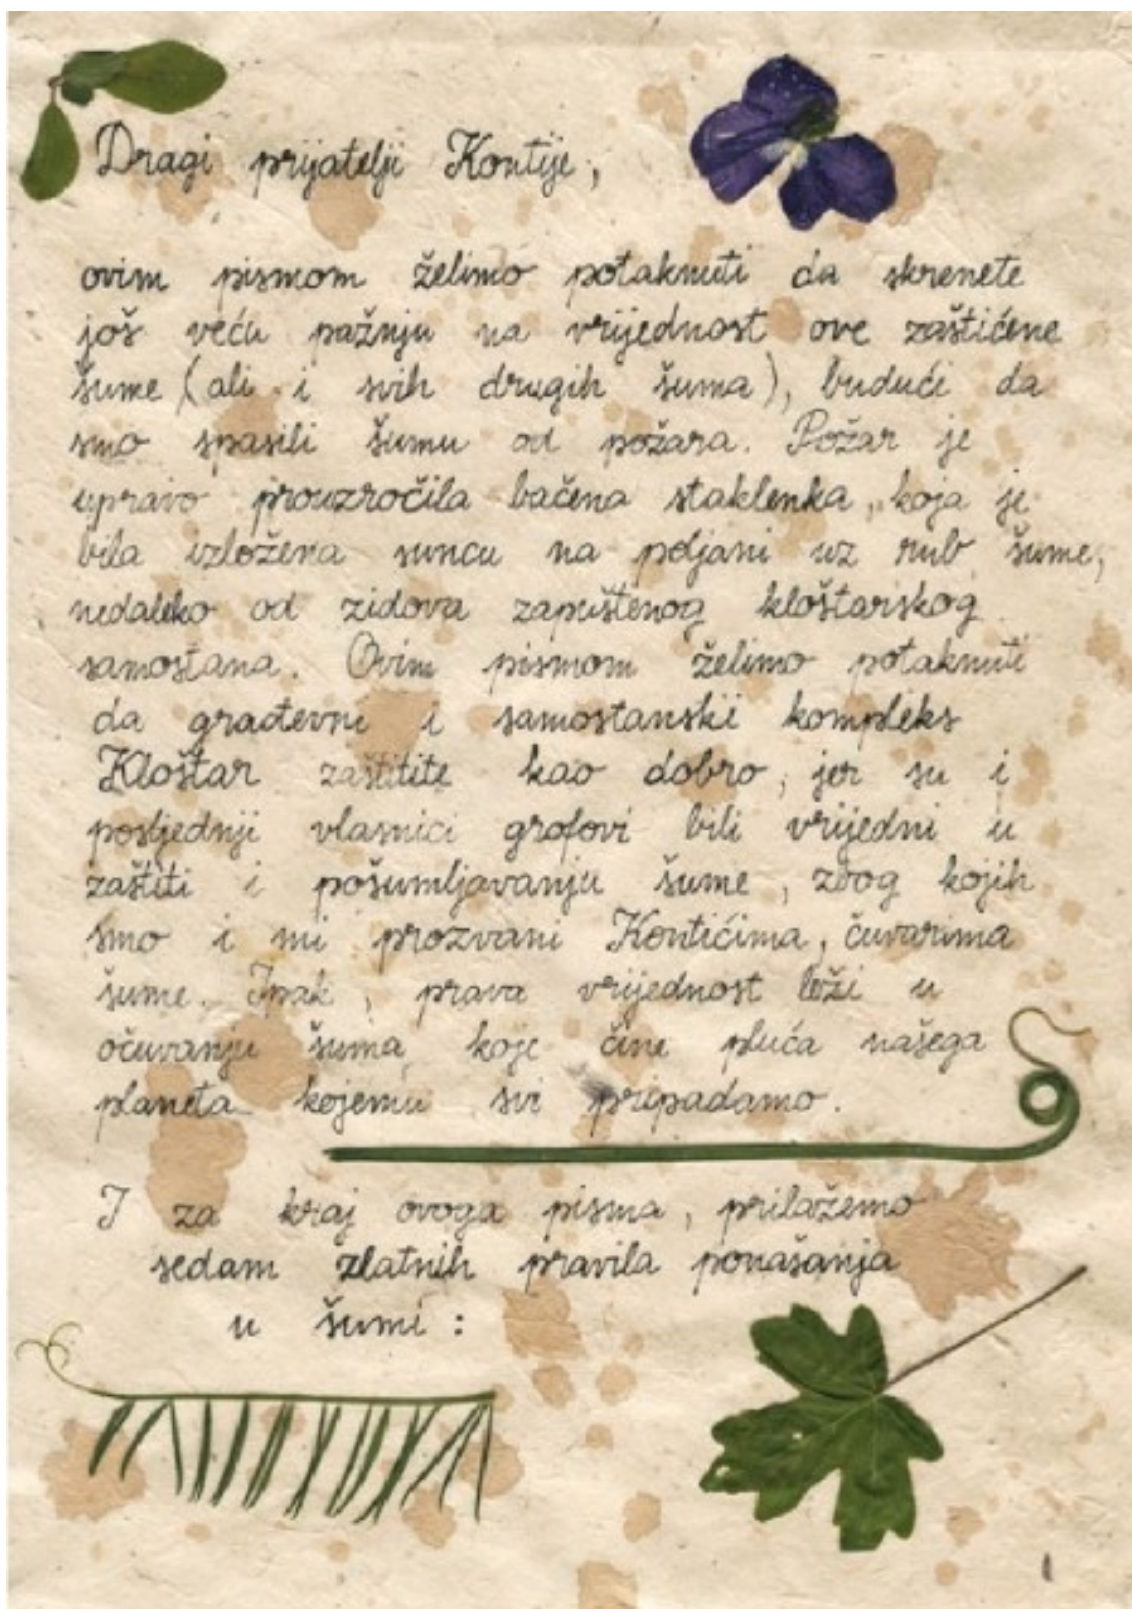 Dragi prijatelji Kontije,
ovim pismom želimo potaknuti da skrenete
još veću pažnju na vrijednost ove zaštićene
šume (ali i svih drugih šuma), budući da
smo spasili šumu od požara. Požar je
upravo prouzročila bačena staklenka, koja je
bila izložena suncu na poljani uz rub šume,
nedaleko od zidova zapuštenog kloštarskog
samostana. Ovim pismom želimo potaknuti
da građevni i samostanski kompleks
Kloštar zaštitite kao dobro, jer su i
posljednji vlasnici grofovi bili vrijedni u
zaštiti i pošumljavanju šume, zbog kojih
smo i mi prozvani Kontićima, čuvarima
šume. Ipak, prava vrijednost leži u
očuvanju šuma koje čine pluća našega
planeta kojemu svi pripadamo.
I za kraj ovoga pisma, prilažemo
sedam zlatnih pravila ponašanja
u šumi:
1